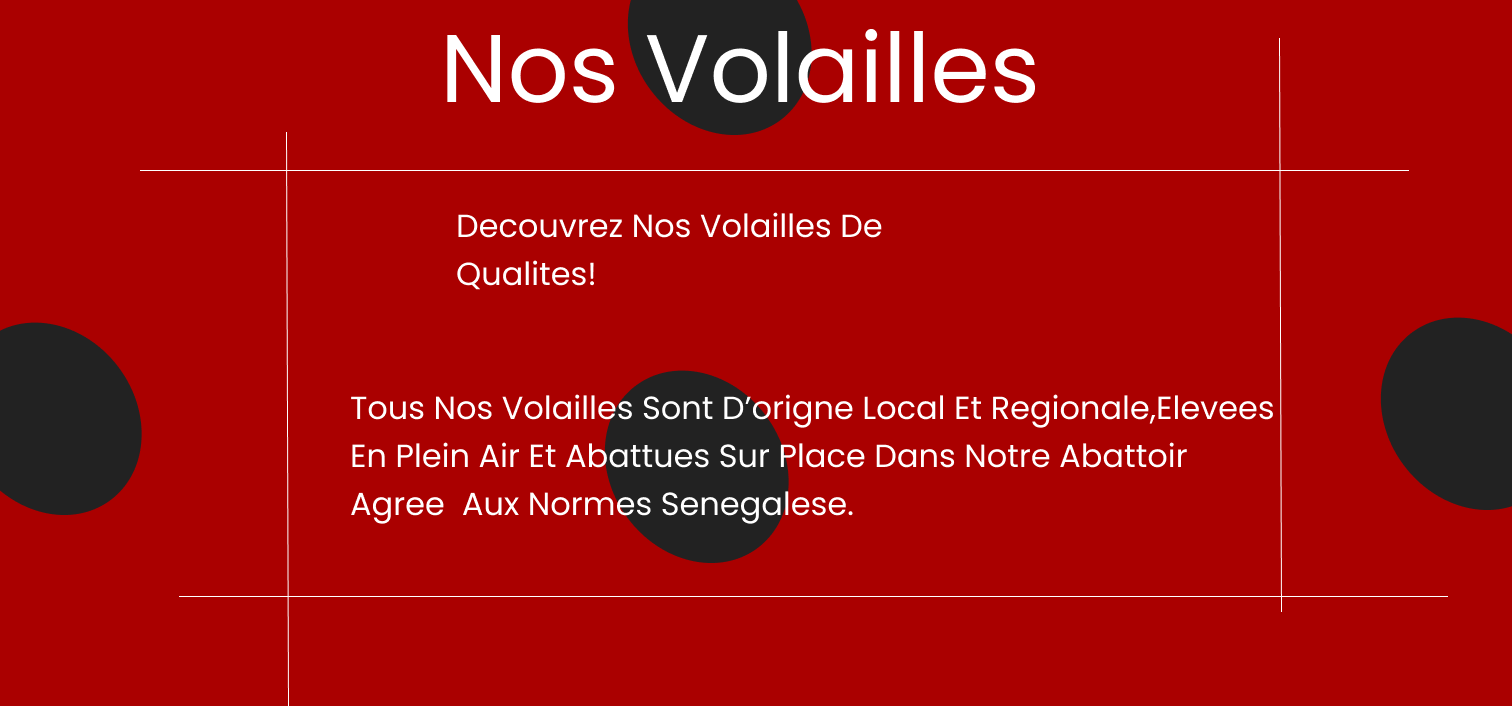 Nos Volailles
Decouvrez Nos Volailles De
Qualites!
Tous Nos Volailles Sont D’origne Local Et Regionale,Elevees
En Plein Air Et Abattues Sur Place Dans Notre Abattoir
Agree  Aux Normes Senegalese.